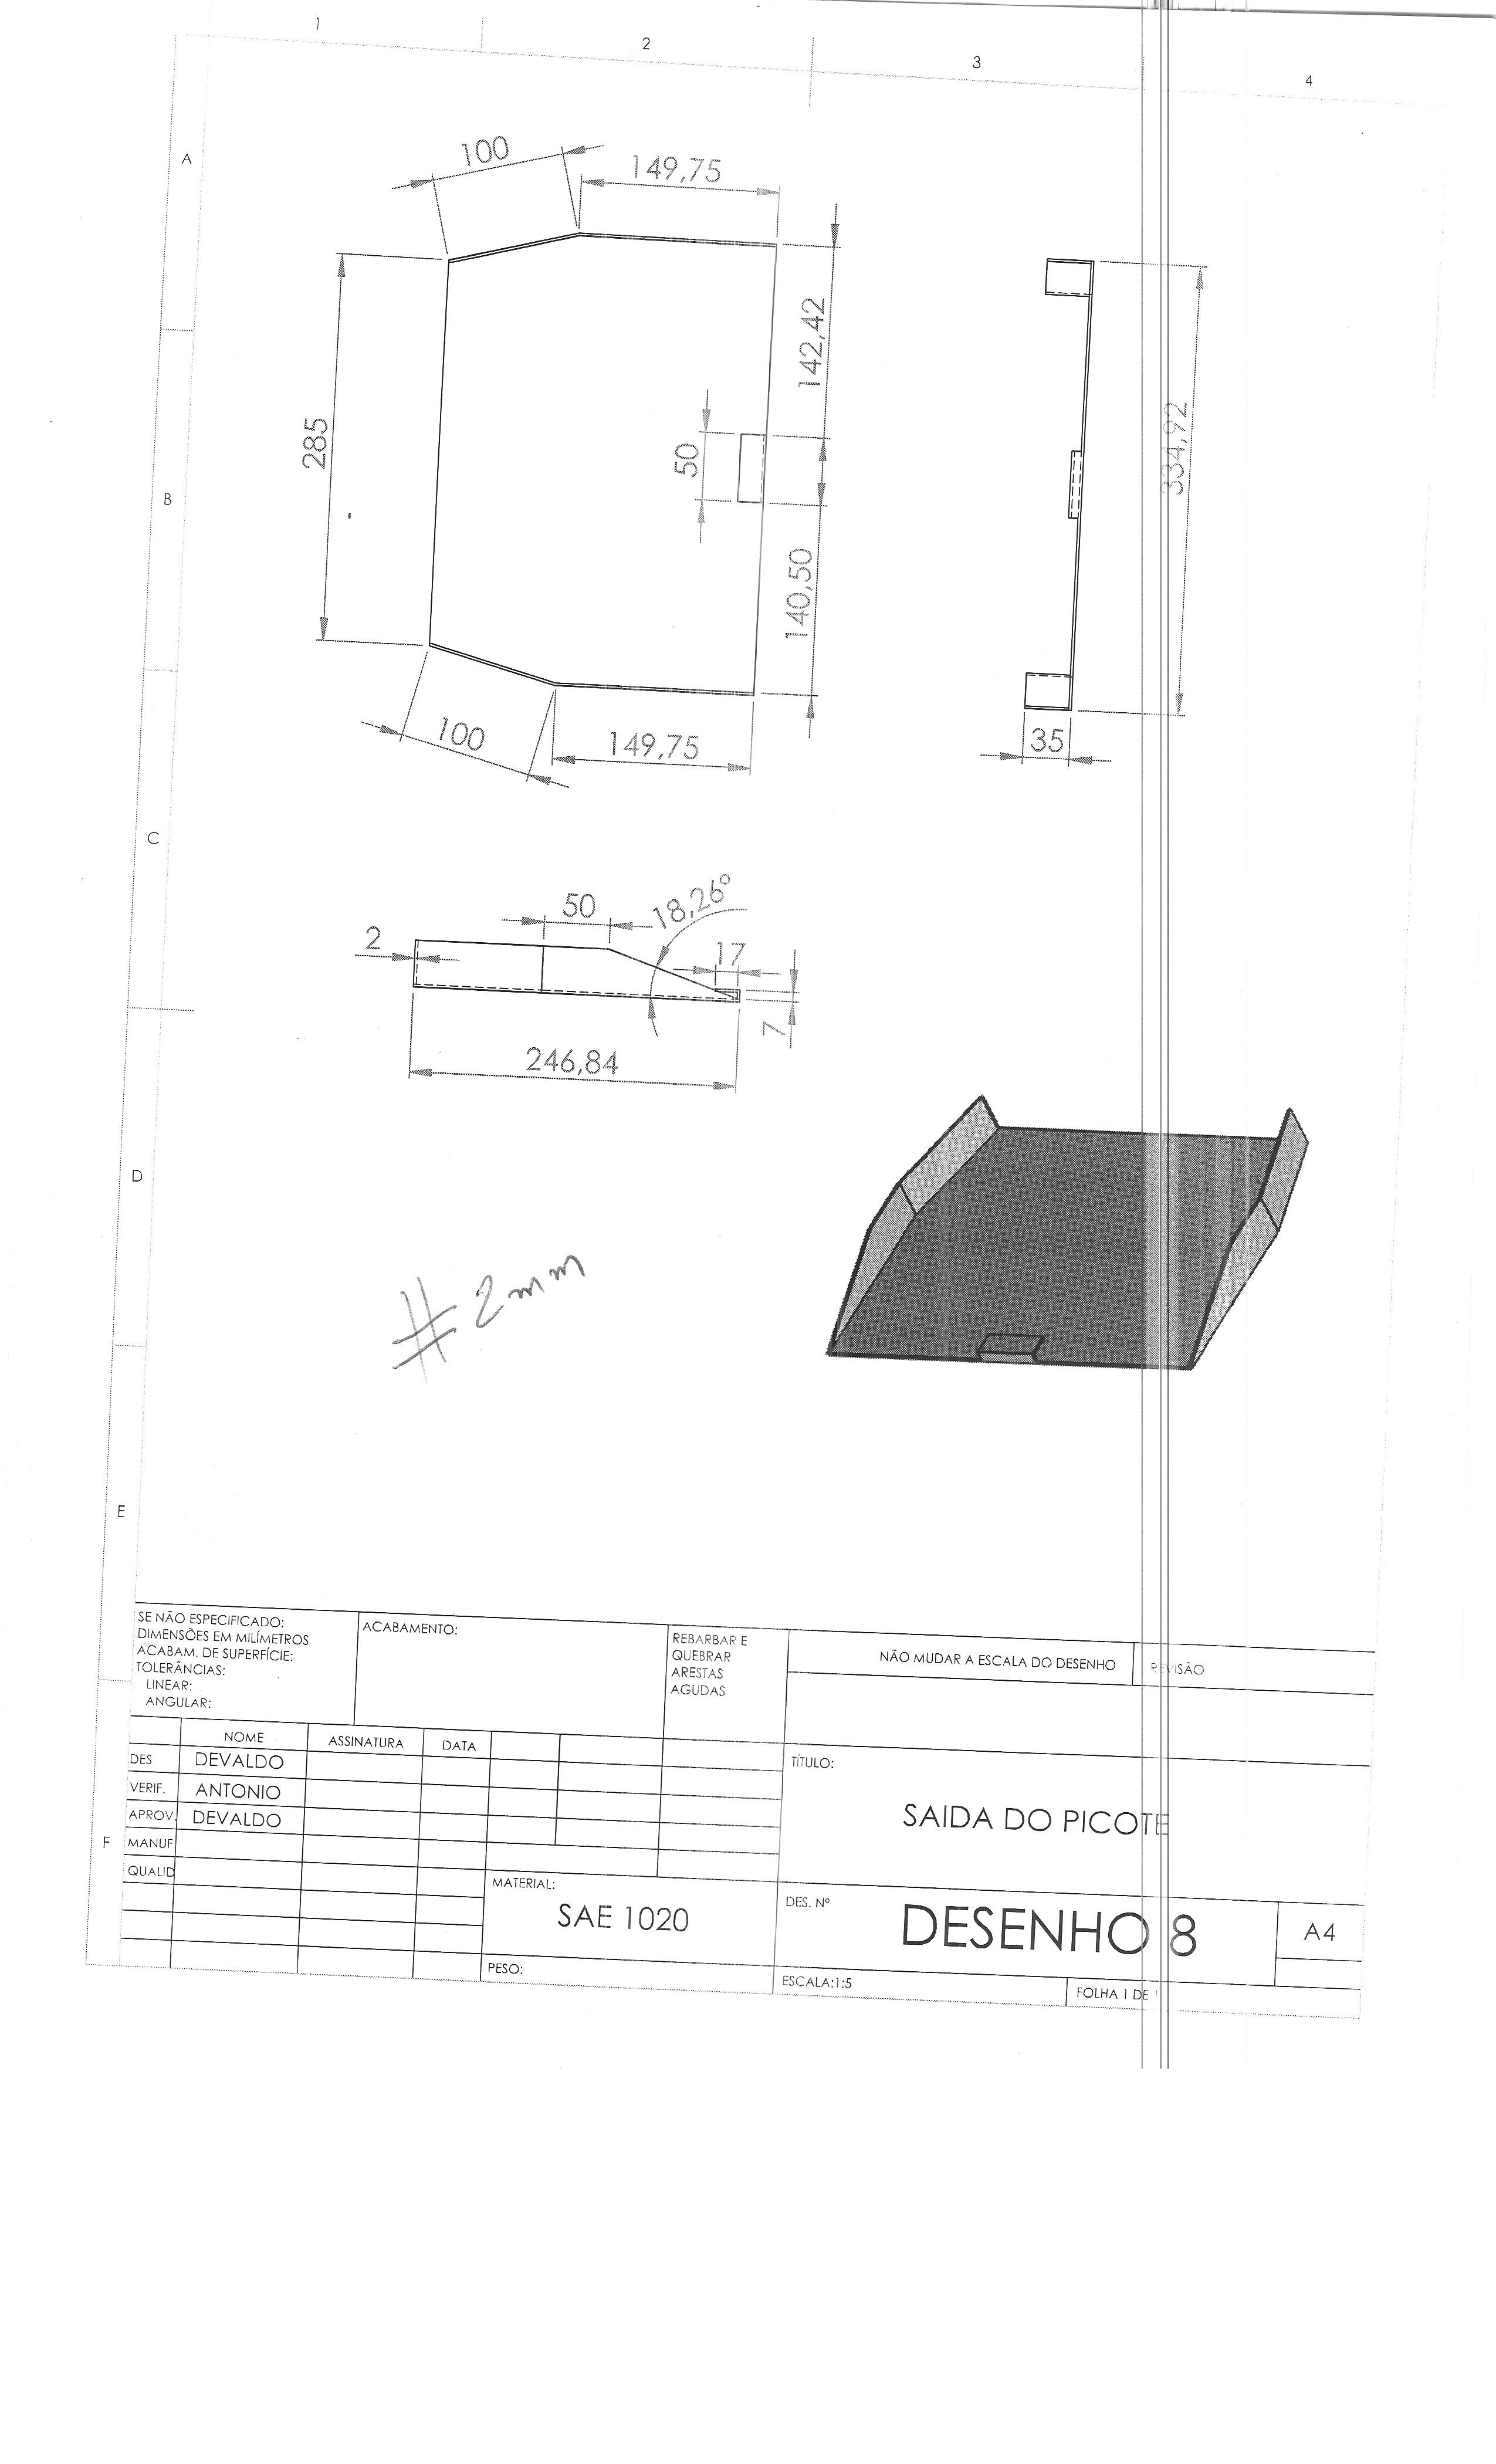 1
2
3
4
A
B
C
D
E
F
100
149,75
285
142,42
50
140,50
334,92
100
149,75
35
50
18,26°
2
17
7
246,84
# 2mm
SE NÃO ESPECIFICADO:
DIMENSÕES EM MILÍMETROS
ACABAM. DE SUPERFÍCIE:
TOLERÂNCIAS:
LINEAR:
ANGULAR:
ACABAMENTO:
REBARBAR E
QUEBRAR
ARESTAS
AGUDAS
NÃO MUDAR A ESCALA DO DESENHO
REVISÃO
NOME
ASSINATURA
DATA
DES
DEVALDO
VERIF.
ANTONIO
APROV.
DEVALDO
MANUF
QUALID
TÍTULO:
SAIDA DO PICOTE
MATERIAL:
SAE 1020
DES. Nº
DESENHO 8
A4
PESO:
ESCALA:1:5
FOLHA 1 DE